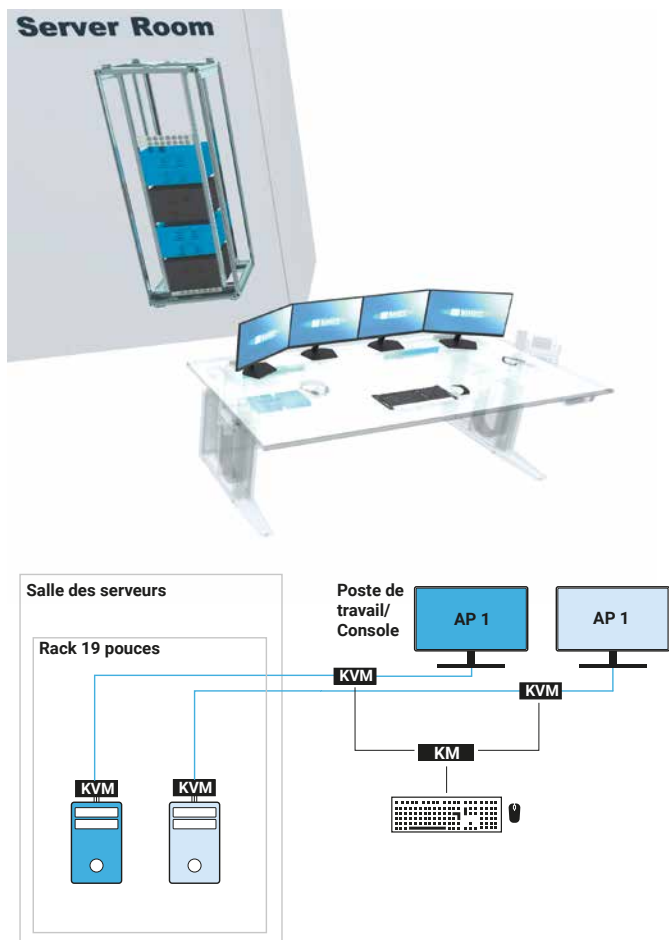 Server Room
Salle des serveurs
Rack 19 pouces
Poste de
travail/
Console
AP 1
AP 1
KVM
KVM
KM
KVM
KVM